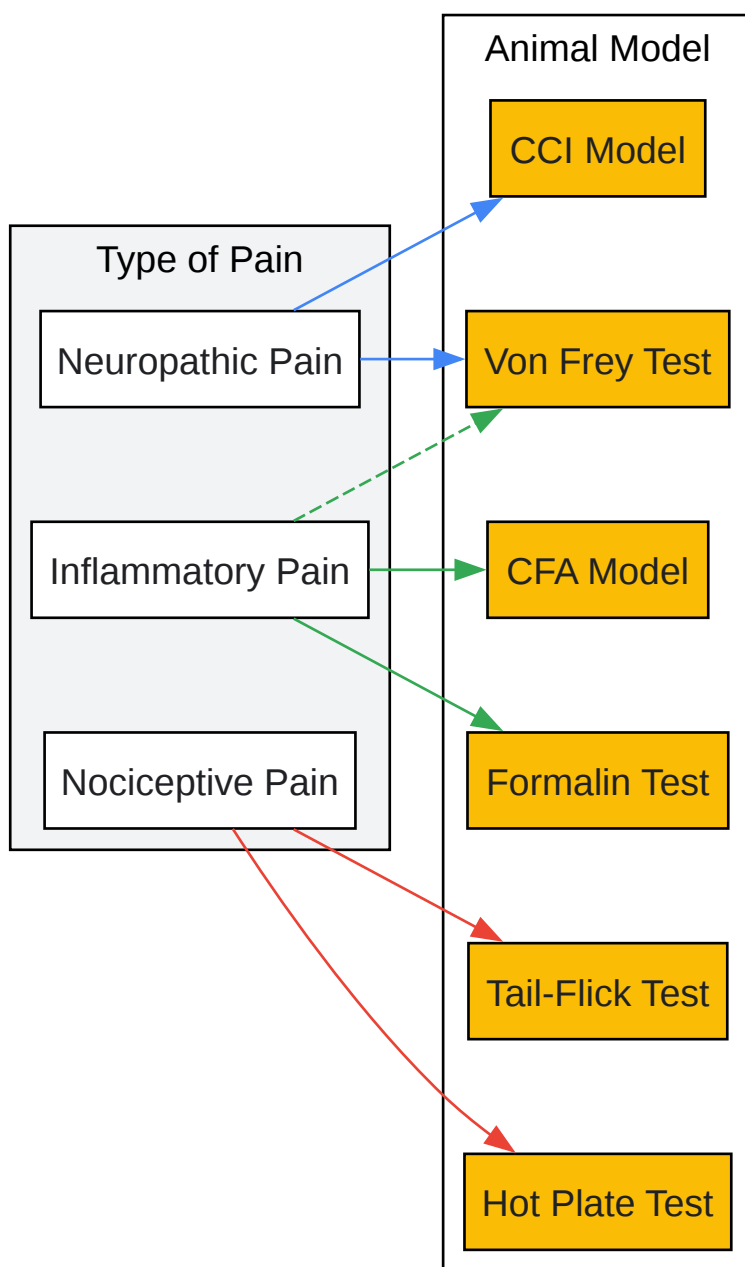 Animal Model
CCI Model
Type of Pain
Neuropathic Pain
Von Frey Test
Inflammatory Pain
CFA Model
Nociceptive Pain
Formalin Test
Tail-Flick Test
Hot Plate Test